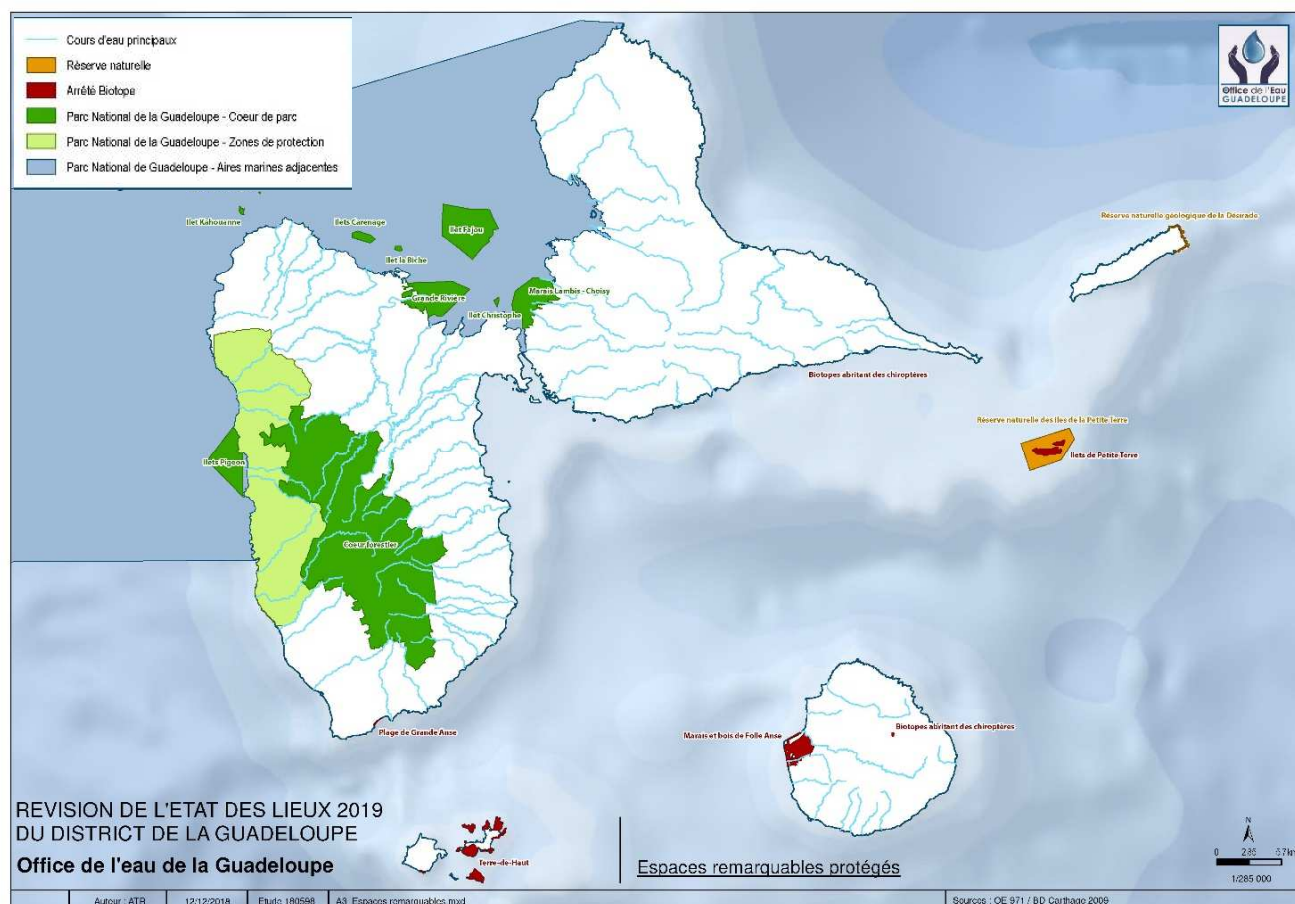 Cours d'eau principaux
Réserve naturelle
Arrêté Biotope
Parc National de la Guadeloupe - Coeur de parc
Parc National de la Guadeloupe - Zones de protection
Parc National de Guadeloupe - Aires marines adjacentes
Office de l'Eau
GUADELOUPE
Ilet Kahouanne
Ilets Carénage
Ilet Fajou
Ilet la Biche
Grande Rivière
Marais Lambis - Choisy
Ilet Christophe
Réserve naturelle géologique de la Désirade
Biotopes abritant des chiroptères
Réserve naturelle des îles de la Petite Terre
Ilets de Petite Terre
Ilets Pigeon
Coeur forestier
Plage de Grande Anse
Marais et bois de Folle Anse
Biotopes abritant des chiroptères
Terre-de-Haut
REVISION DE L'ETAT DES LIEUX 2019
DU DISTRICT DE LA GUADELOUPE
Office de l'eau de la Guadeloupe
Espaces remarquables protégés
N
0 2.85 5.7km
1/285 000
Auteur : ATR 12/12/2018 Etude 180598 A3_Espaces remarquables.mxd Sources : OE 971 / BD Carthage 2009